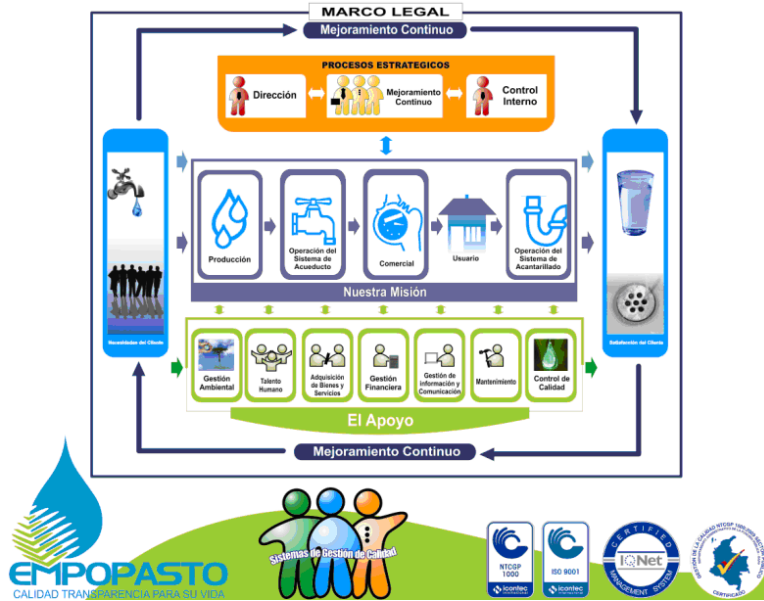 MARCO LEGAL
Mejoramiento Continuo
PROCESOS ESTRATEGICOS
Dirección
Mejoramiento
Continuo
Control
Interno
Producción
Operación del
Sistema de
Acueducto
Comercial
Usuario
Operación del
Sistema de
Acantarillado
Nuestra Misión
Necesidades del Cliente
Satisfacción del Cliente
Gestión
Ambiental
Talento
Humano
Adquisición
de Bienes y
Servicios
Gestión
Financiera
Gestión de
información y
Comunicación
Mantenimiento
Control de
Calidad
El Apoyo
Mejoramiento Continuo
EMPOPASTO
CALIDAD TRANSPARENCIA PARA SU VIDA
Sistemas de Gestión de Calidad
NTCGP
1000
icontec
ISO 9001
icontec
CERTIFIED
IQNet
MANAGEMENT SYSTEM
CERTIFICADO